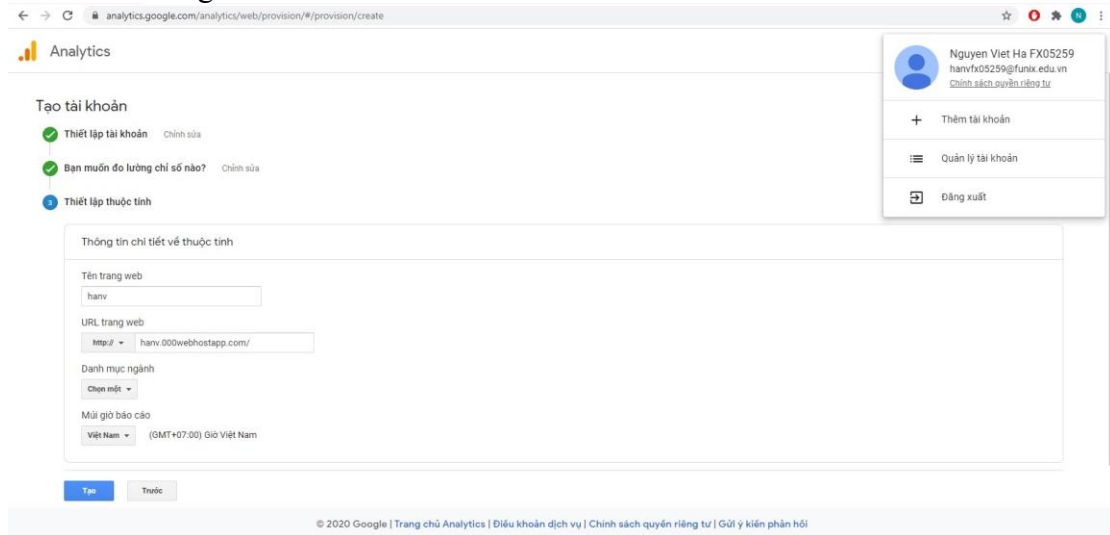 analytics.google.com/analytics/web/provision/#/provision/create
N
Analytics
Nguyen Viet Ha FX05259
hanvfx05259@funix.edu.vn
Chính sách quyền riêng tư
Thêm tài khoản
Quản lý tài khoản
Đăng xuất
Tạo tài khoản
Thiết lập tài khoản Chỉnh sửa
Bạn muốn đo lường chỉ số nào? Chỉnh sửa
3 Thiết lập thuộc tính
Thông tin chi tiết về thuộc tính
Tên trang web
hanv
URL trang web
http:// hanv.000webhostapp.com/
Danh mục ngành
Chọn một
Múi giờ báo cáo
Việt Nam (GMT+07:00) Giờ Việt Nam
Tạo Trước
© 2020 Google | Trang chủ Analytics | Điều khoản dịch vụ | Chính sách quyền riêng tư | Gửi ý kiến phản hồi